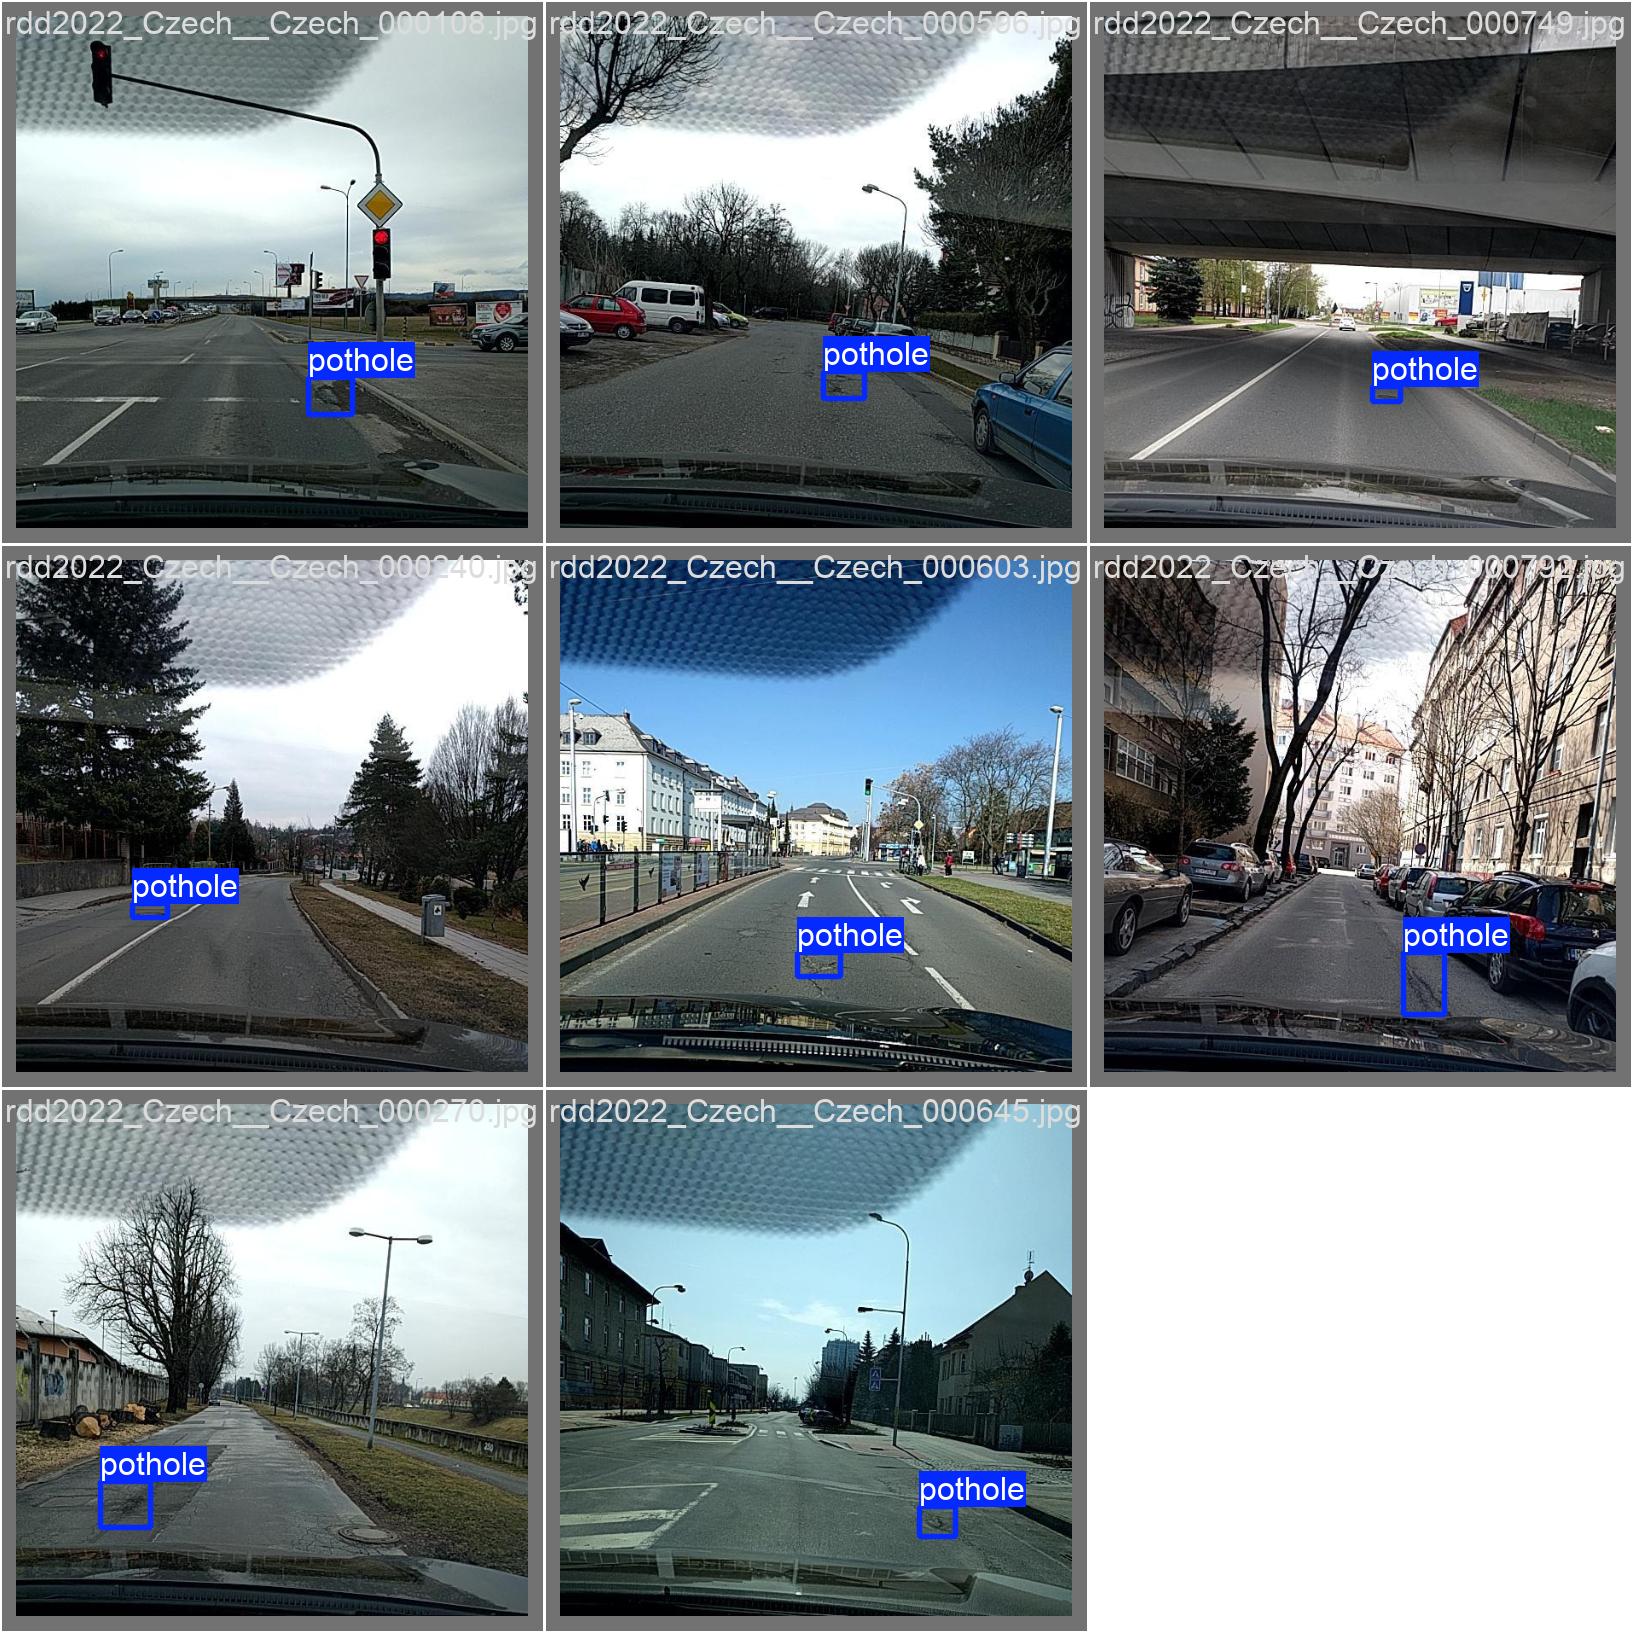 rdd2022_Czech__Czech_000108.jpg
pothole
rdd2022_Czech__Czech_000596.jpg
pothole
rdd2022_Czech__Czech_000749.jpg
pothole
rdd2022_Czech__Czech_000240.jpg
pothole
rdd2022_Czech__Czech_000603.jpg
pothole
rdd2022_Czech__Czech_000792.jpg
pothole
rdd2022_Czech__Czech_000270.jpg
pothole
rdd2022_Czech__Czech_000645.jpg
pothole